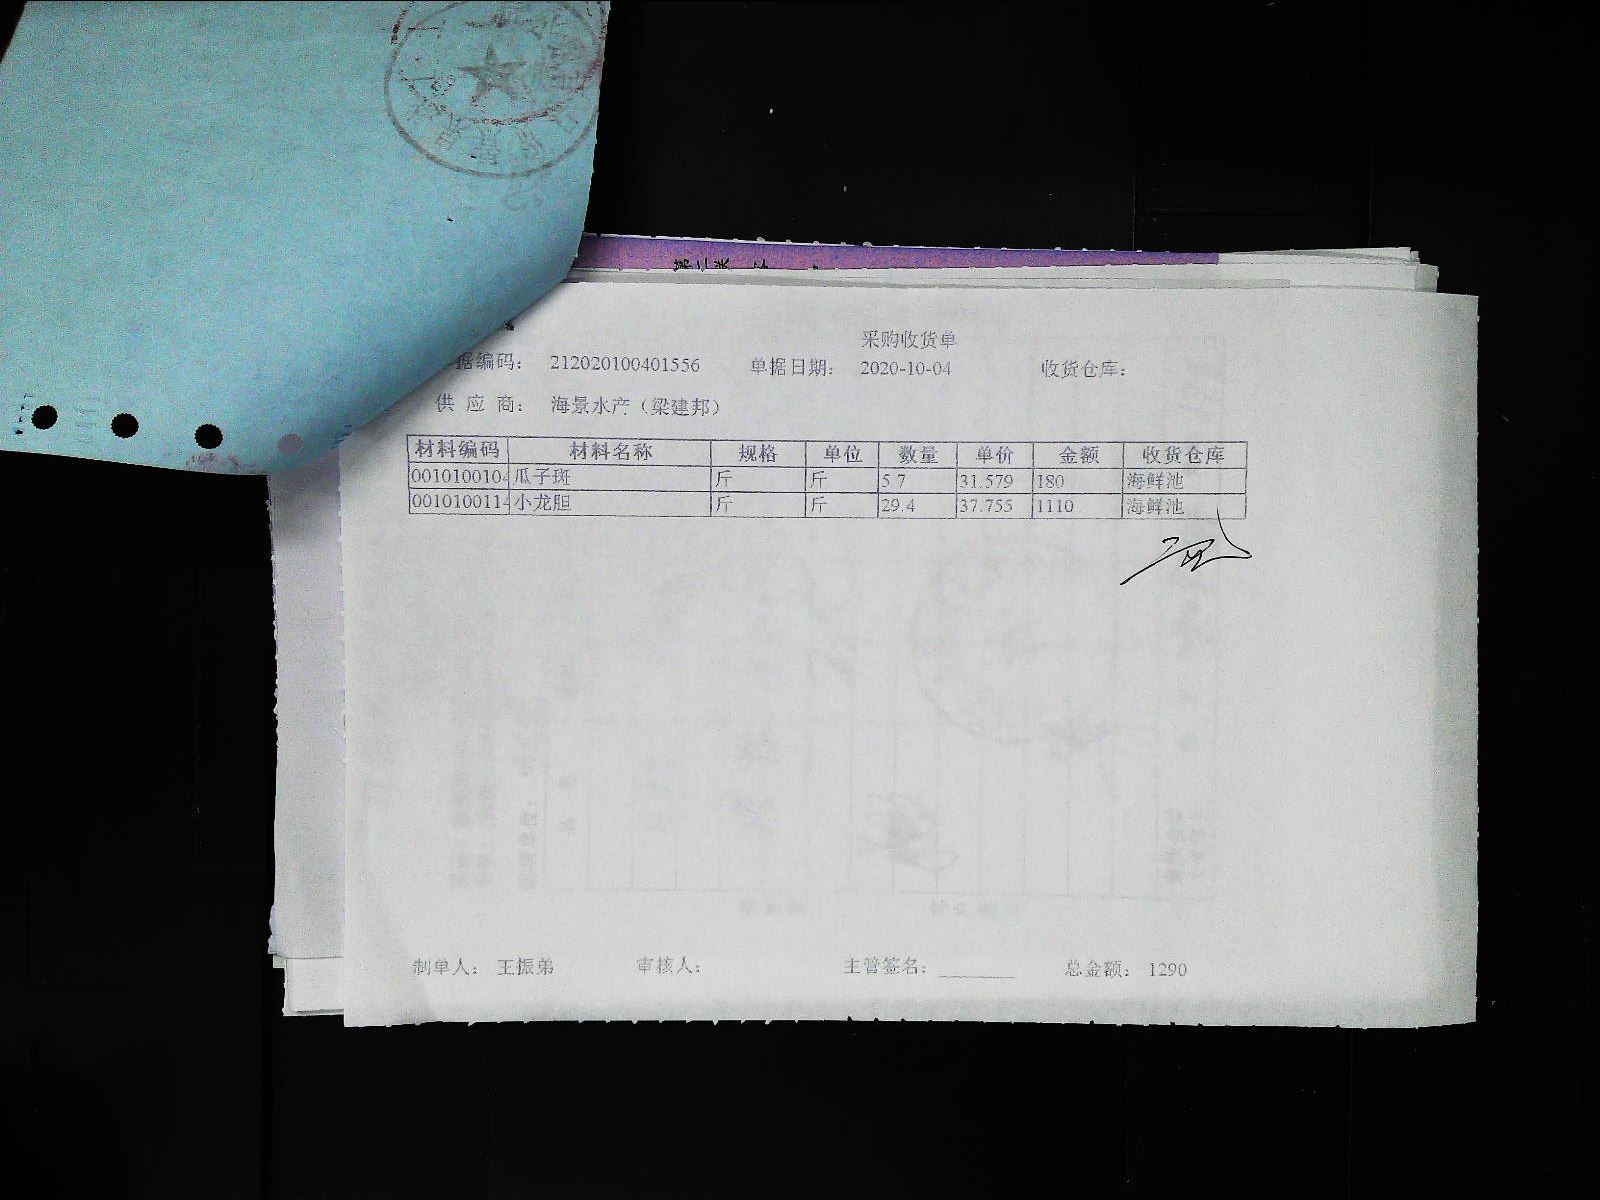 采购收货单
据编码： 212020100401556 单据日期： 2020-10-04 收货仓库：
供 应 商： 海景水产（梁建邦）
材料编码 材料名称 规格 单位 数量 单价 金额 收货仓库
0010100104 瓜子斑 斤 斤 5.7 31.579 180 海鲜池
0010100114 小龙胆 斤 斤 29.4 37.755 1110 海鲜池
制单人： 王振弟 审核人： 主管签名： 总金额： 1290